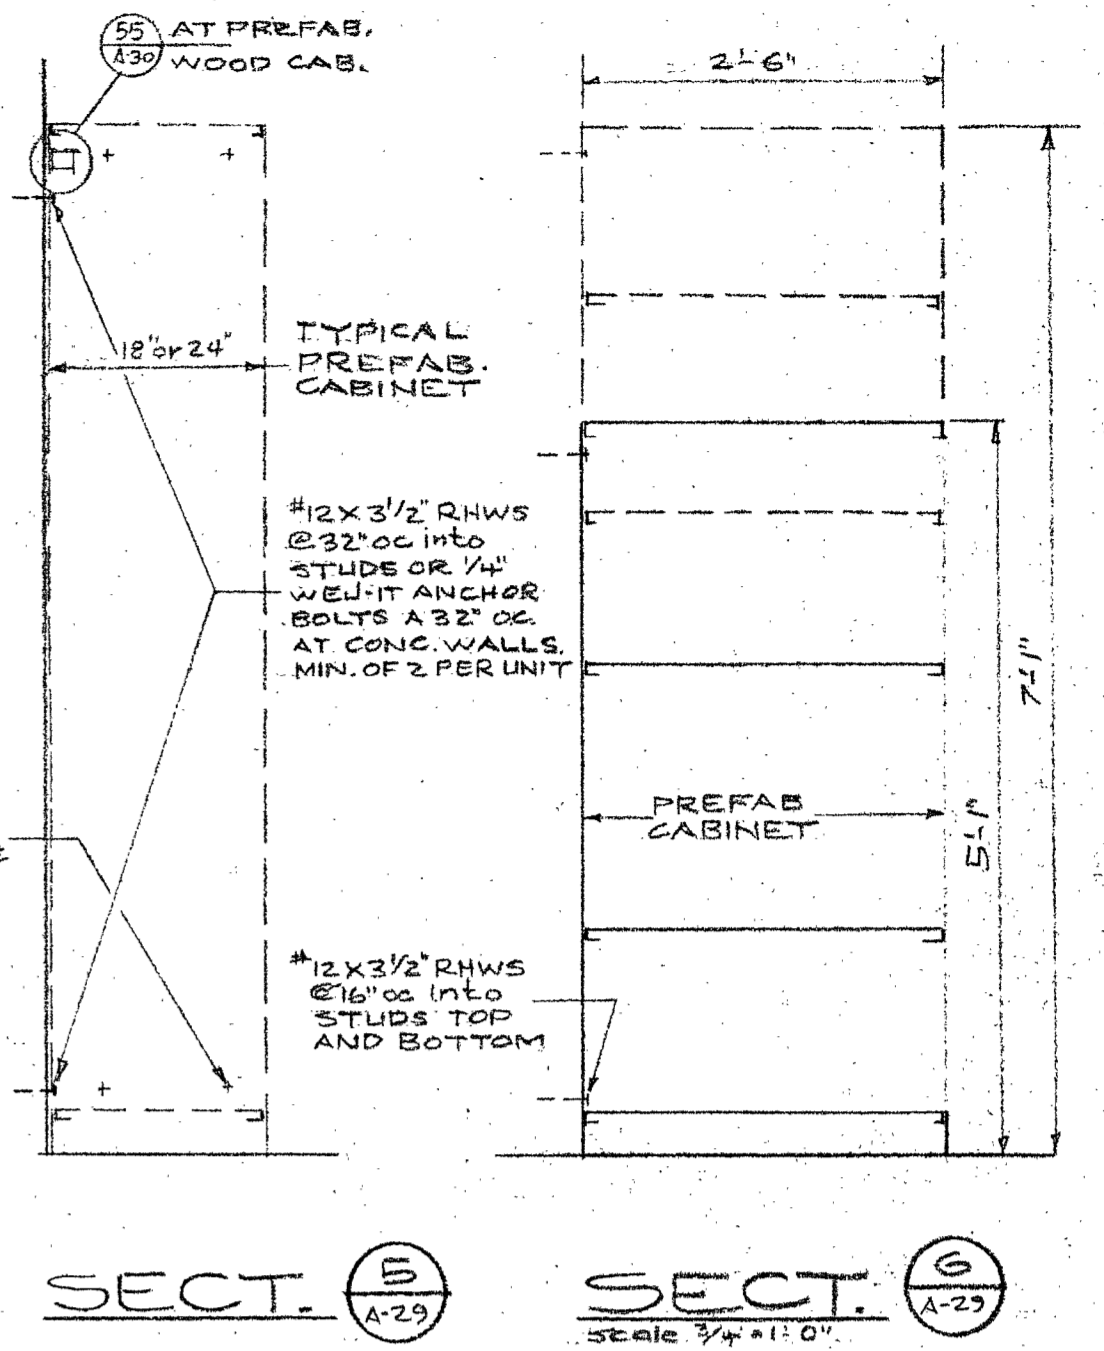 55 AT PREFAB.
A-30 WOOD CAB.
2'-6"
18" or 24"
TYPICAL
PREFAB.
CABINET
#12 X 3 1/2" RHWS
@ 32" oc into
STUDS OR 1/4"
WEJ-IT ANCHOR
BOLTS A 32" OC
AT CONC. WALLS.
MIN. OF 2 PER UNIT
7'-1"
5'-1"
PREFAB
CABINET
#12 X 3 1/2" RHWS
@ 16" oc into
STUDS TOP
AND BOTTOM
SECT. 5
A-29
SECT. 6
A-29
scale 3/4" = 1'-0"